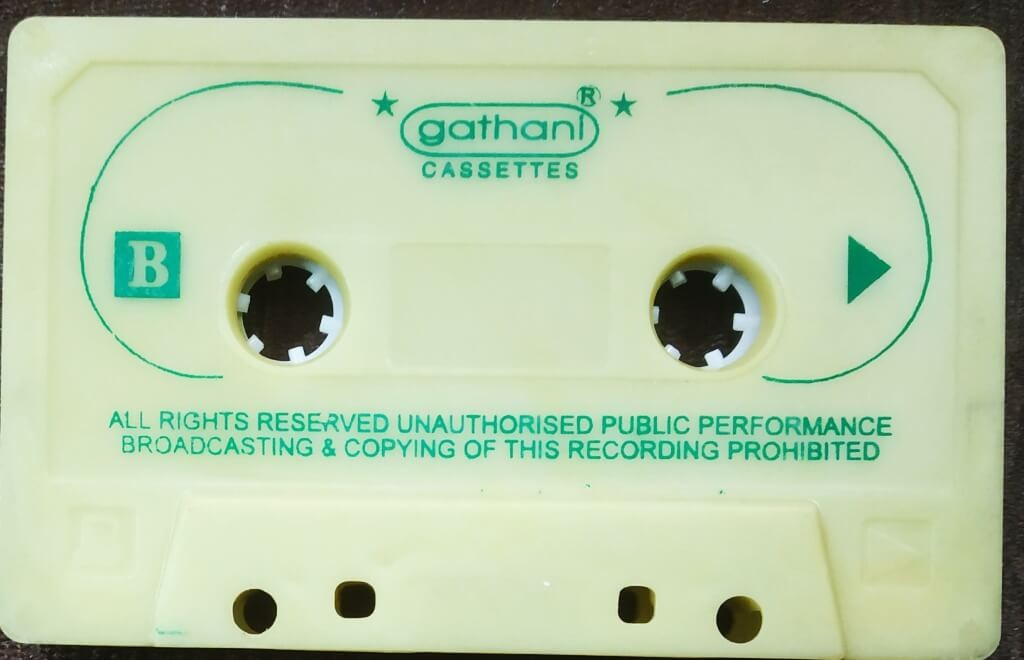 gathani®
CASSETTES
B
ALL RIGHTS RESERVED UNAUTHORISED PUBLIC PERFORMANCE
BROADCASTING & COPYING OF THIS RECORDING PROHIBITED